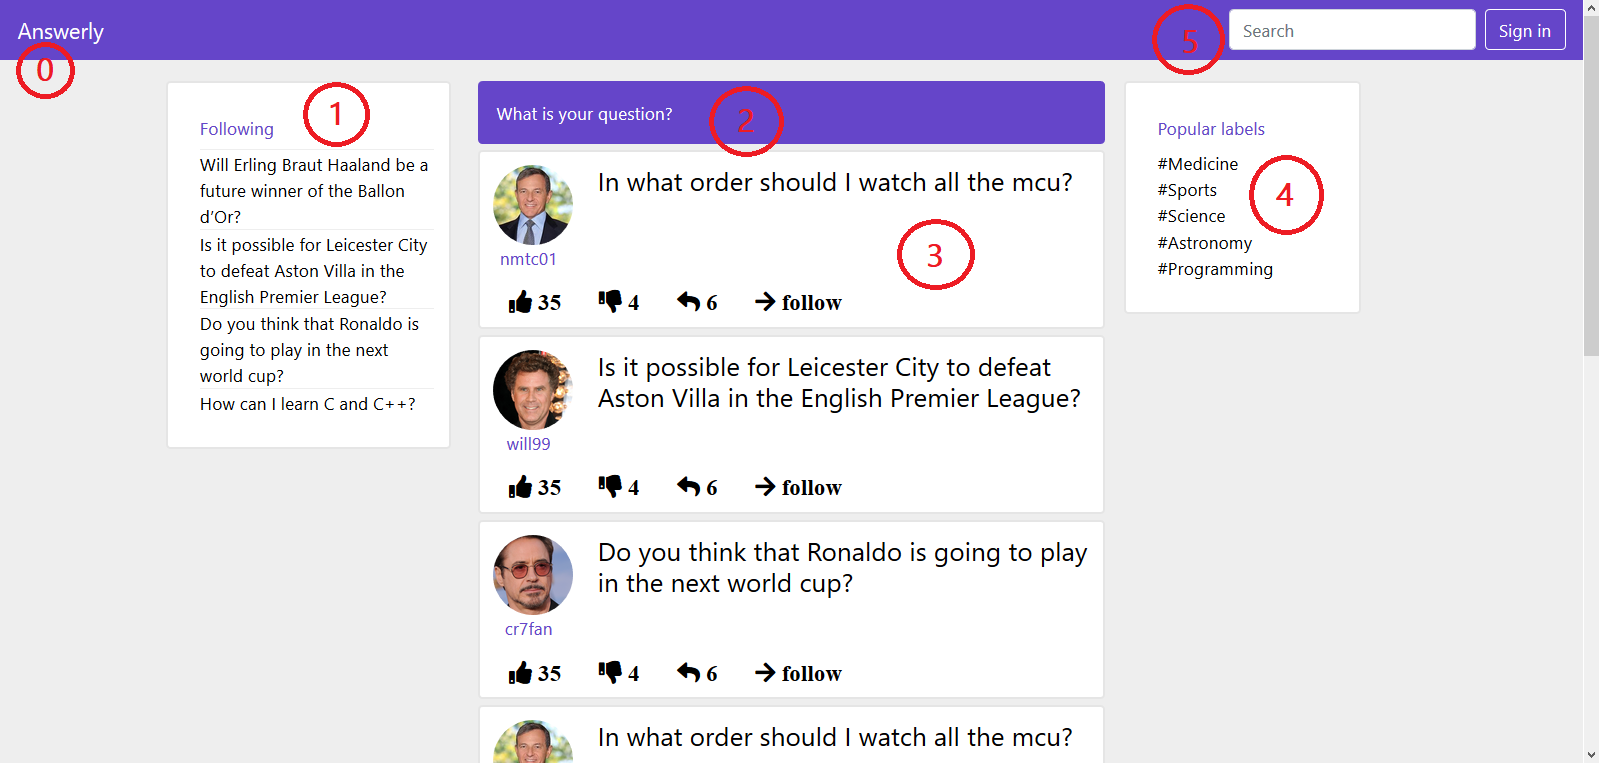 Answerly
0
5
Search
Sign in
1
Following
Will Erling Braut Haaland be a
future winner of the Ballon
d'Or?
Is it possible for Leicester City
to defeat Aston Villa in the
English Premier League?
Do you think that Ronaldo is
going to play in the next
world cup?
How can I learn C and C++?
What is your question?
2
In what order should I watch all the mcu?
3
nmtc01
35 4 6 follow
Is it possible for Leicester City to defeat
Aston Villa in the English Premier League?
will99
35 4 6 follow
Do you think that Ronaldo is going to play
in the next world cup?
cr7fan
35 4 6 follow
In what order should I watch all the mcu?
Popular labels
#Medicine
#Sports
#Science
#Astronomy
#Programming
4